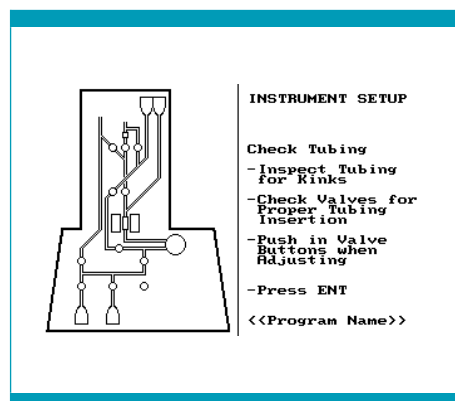 INSTRUMENT SETUP
Check Tubing
-Inspect Tubing
for Kinks
-Check Valves for
Proper Tubing
Insertion
-Push in Valve
Buttons when
Adjusting
-Press ENT
<<Program Name>>